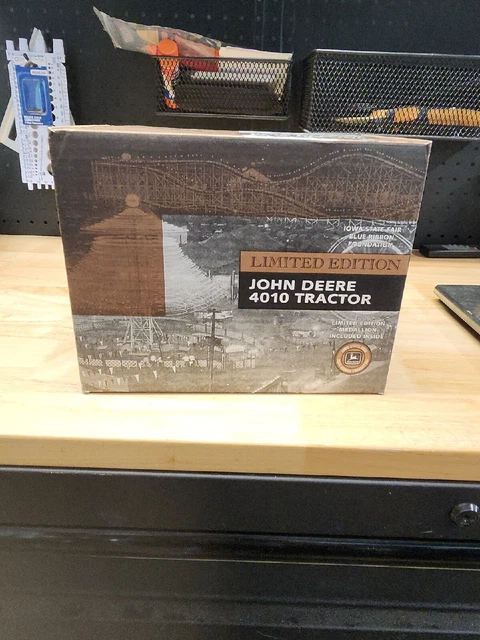 IOWA STATE FAIR
BLUE RIBBON
FOUNDATION
LIMITED EDITION
JOHN DEERE
4010 TRACTOR
LIMITED EDITION
MEDALLION
INCLUDED INSIDE